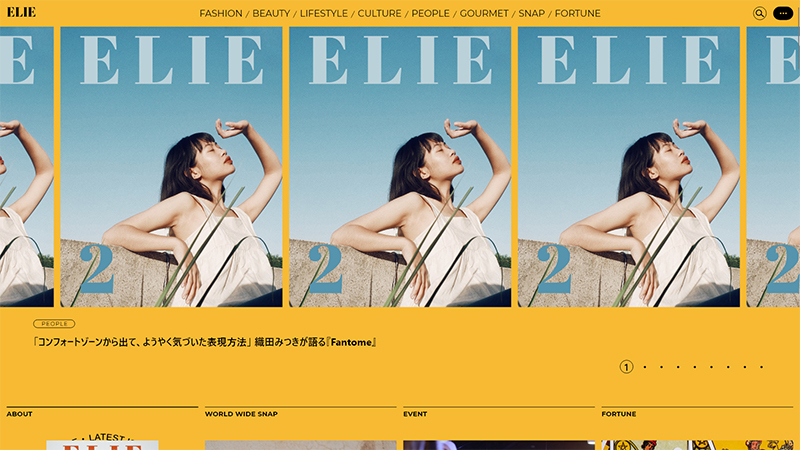 ELIE
FASHION / BEAUTY / LIFESTYLE / CULTURE / PEOPLE / GOURMET / SNAP / FORTUNE
E
ELIE
ELIE
ELIE
E
2
2
2
2
PEOPLE
「コンフォートゾーンから出て、ようやく気づいた表現方法」 織田みつきが語る『Fantome』
1
ABOUT
WORLD WIDE SNAP
EVENT
FORTUNE
LATEST
ELIE